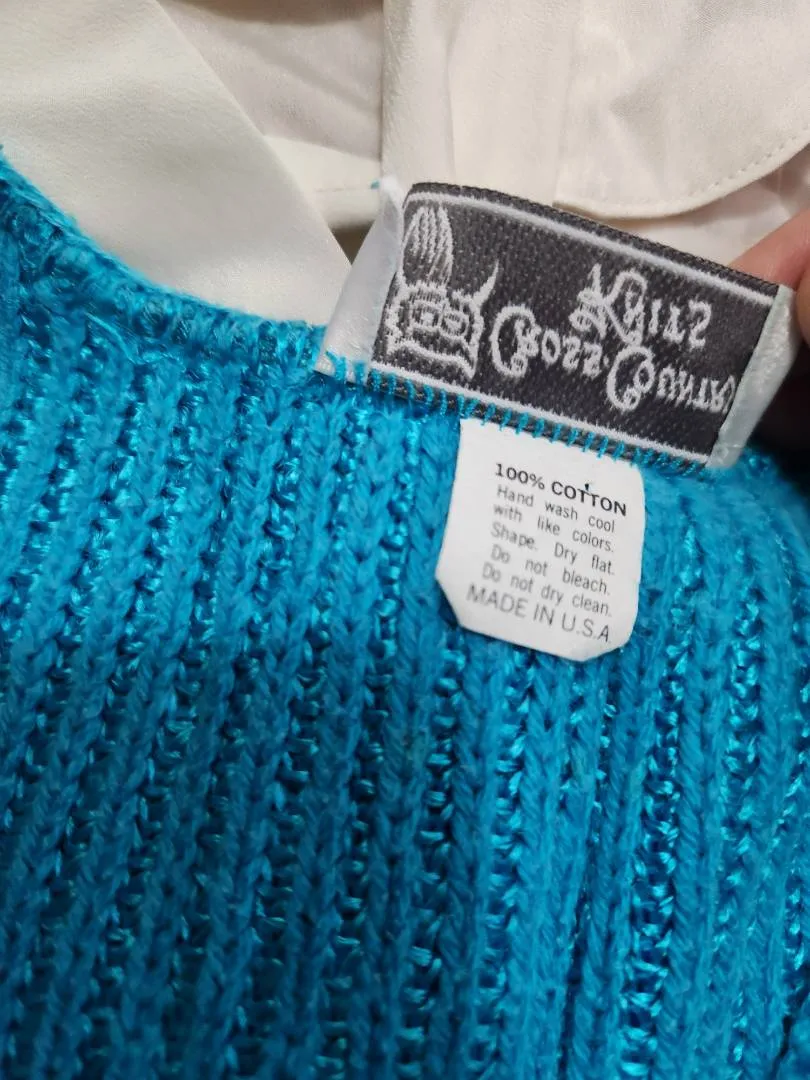 Cross·Country
Knits
100% COTTON
Hand wash cool
with like colors.
Shape. Dry flat.
Do not bleach.
Do not dry clean.
MADE IN U.S.A.